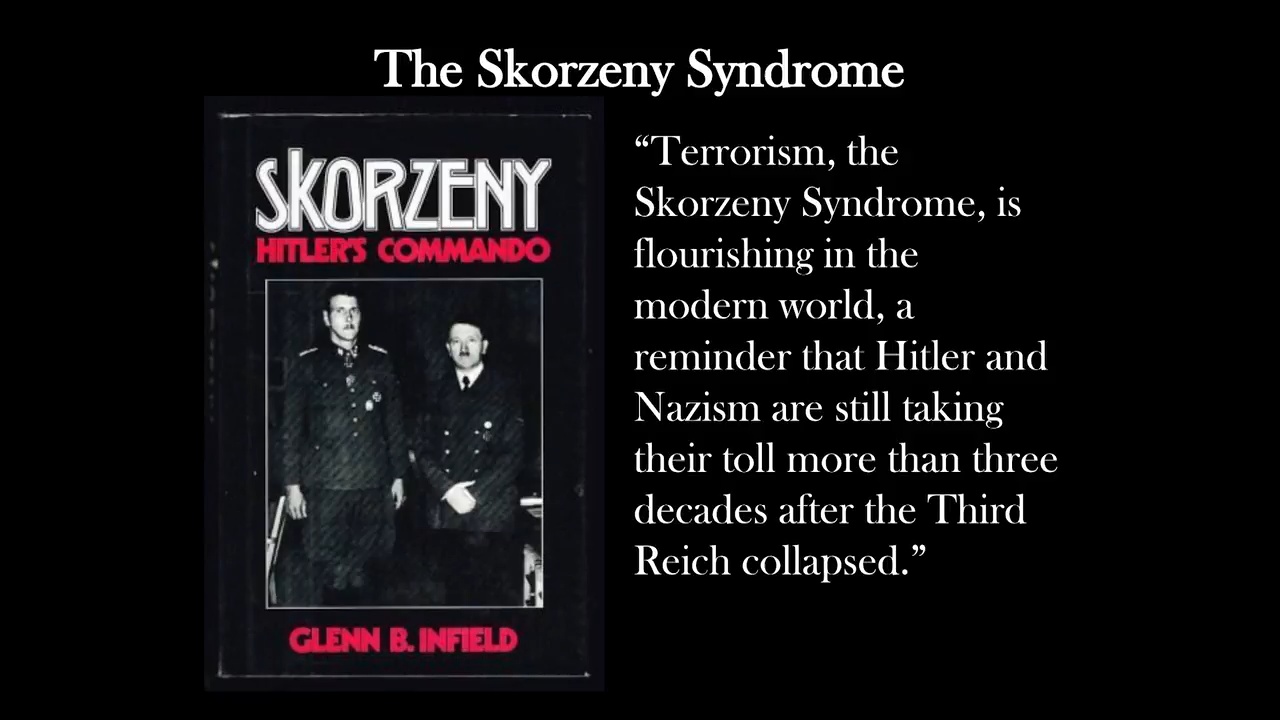 The Skorzeny Syndrome
SKORZENY
HITLER'S COMMANDO
GLENN B. INFIELD
“Terrorism, the
Skorzeny Syndrome, is
flourishing in the
modern world, a
reminder that Hitler and
Nazism are still taking
their toll more than three
decades after the Third
Reich collapsed.”